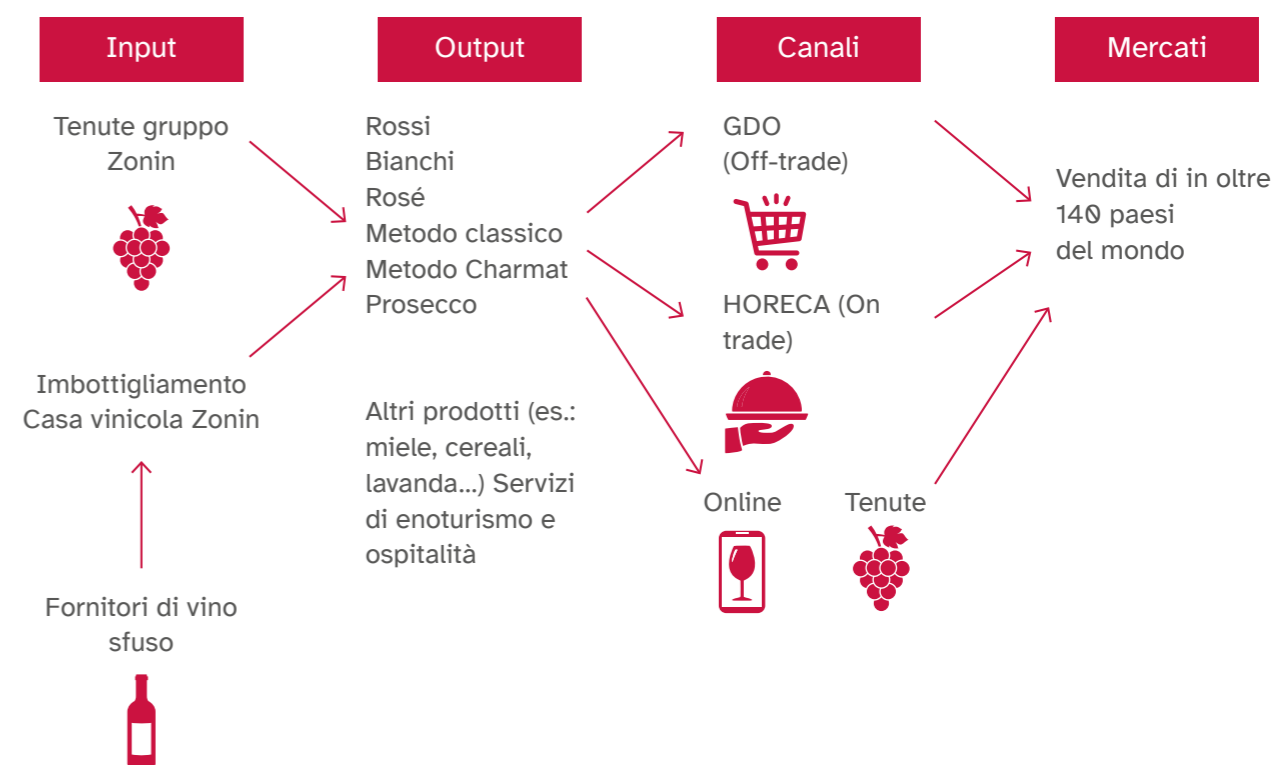 Input
Output
Canali
Mercati
Tenute gruppo
Zonin
Imbottigliamento
Casa vinicola Zonin
Fornitori di vino
sfuso
Rossi
Bianchi
Rosé
Metodo classico
Metodo Charmat
Prosecco
Altri prodotti (es.:
miele, cereali,
lavanda...) Servizi
di enoturismo e
ospitalità
GDO
(Off-trade)
HORECA (On
trade)
Online
Tenute
Vendita di in oltre
140 paesi
del mondo